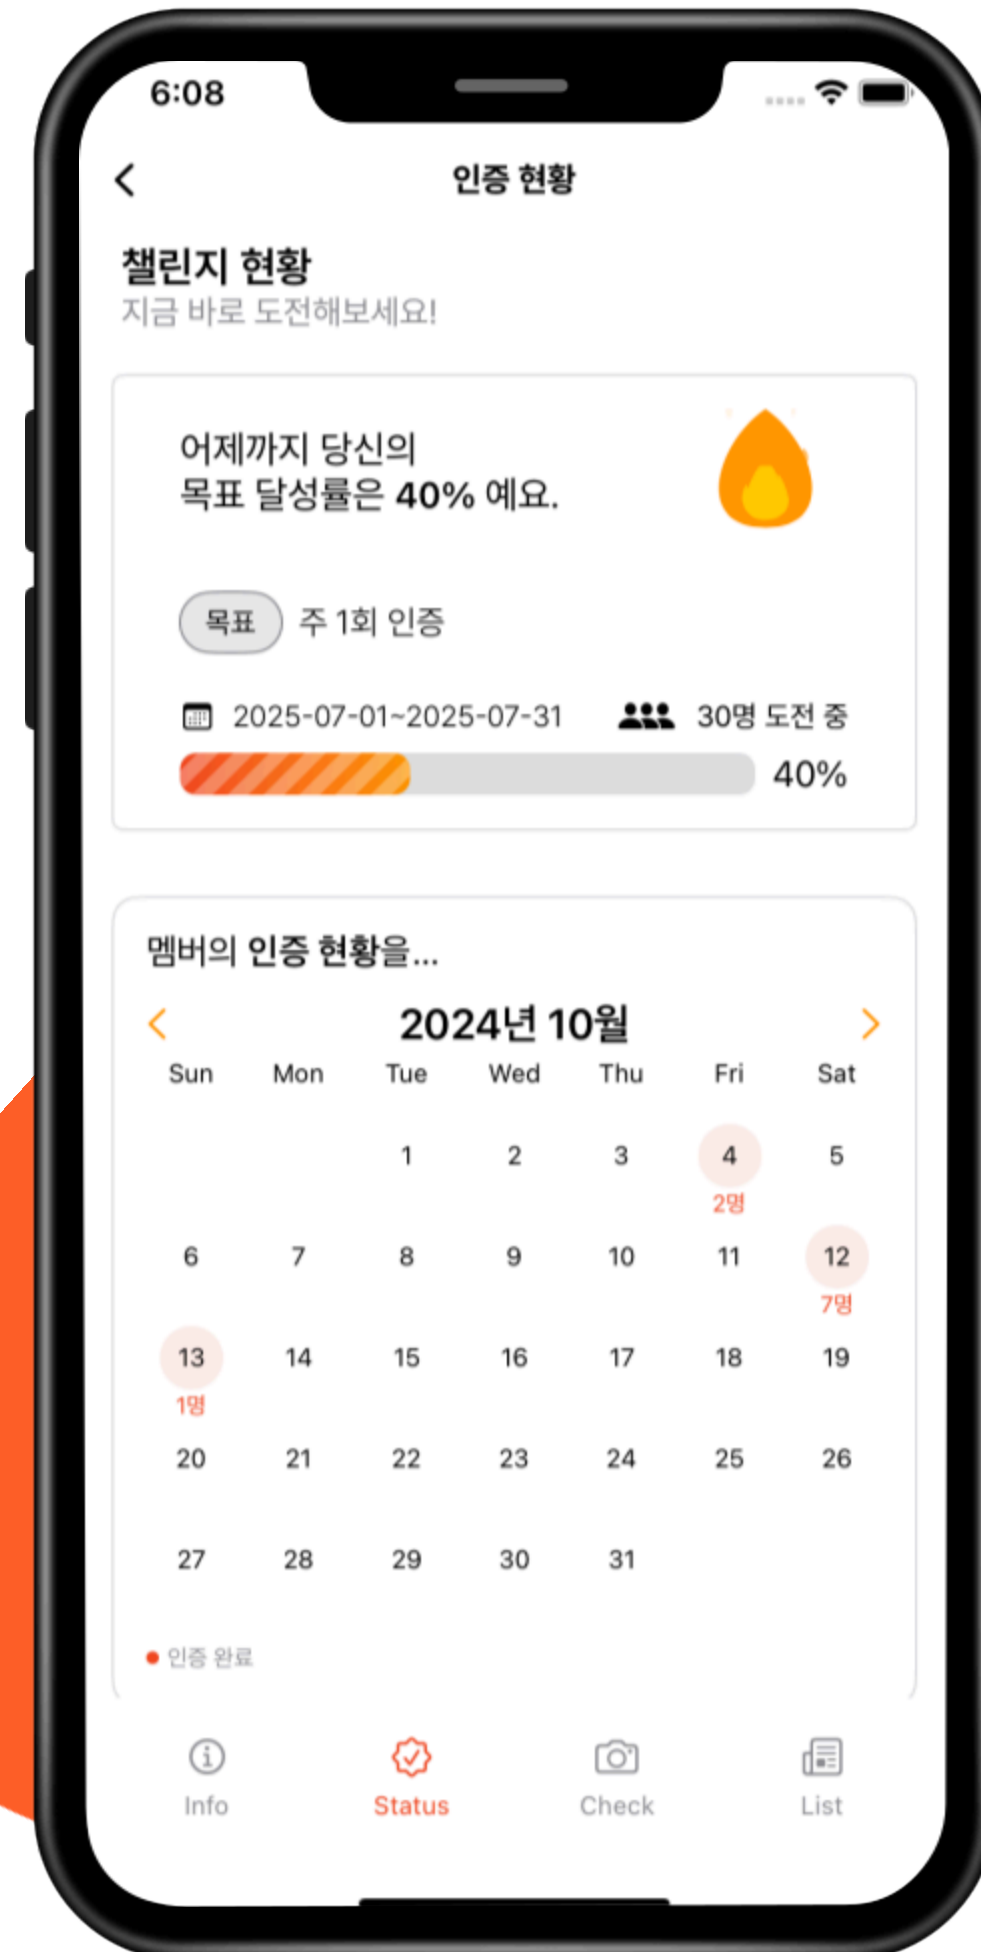 6:08
인증 현황
챌린지 현황
지금 바로 도전해보세요!
어제까지 당신의
목표 달성률은 40% 예요.
목표 주 1회 인증
2025-07-01~2025-07-31 30명 도전 중
40%
멤버의 인증 현황을...
2024년 10월
Sun Mon Tue Wed Thu Fri Sat
1 2 3 4 5
2명
6 7 8 9 10 11 12
7명
13 14 15 16 17 18 19
1명
20 21 22 23 24 25 26
27 28 29 30 31
인증 완료
Info Status Check List